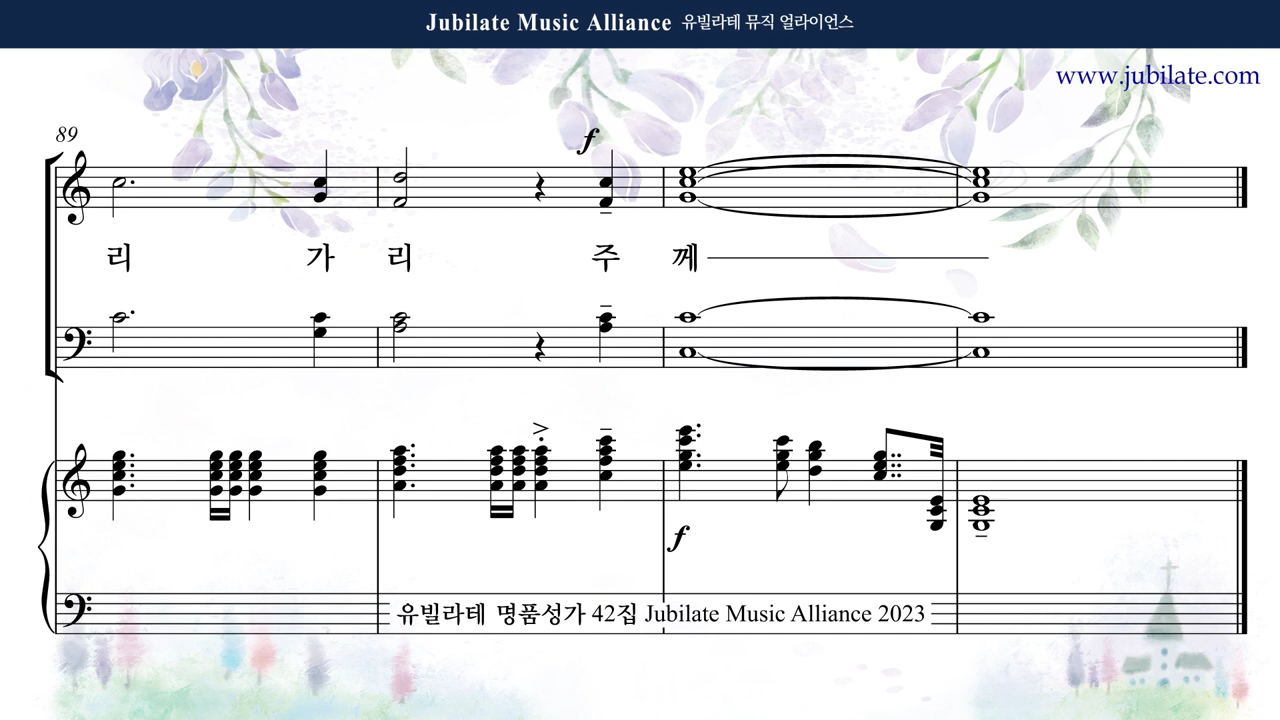 Jubilate Music Alliance 유빌라테 뮤직 얼라이언스
www.jubilate.com
89
f
리 가 리 주 께
f
유빌라테 명품성가 42집 Jubilate Music Alliance 2023